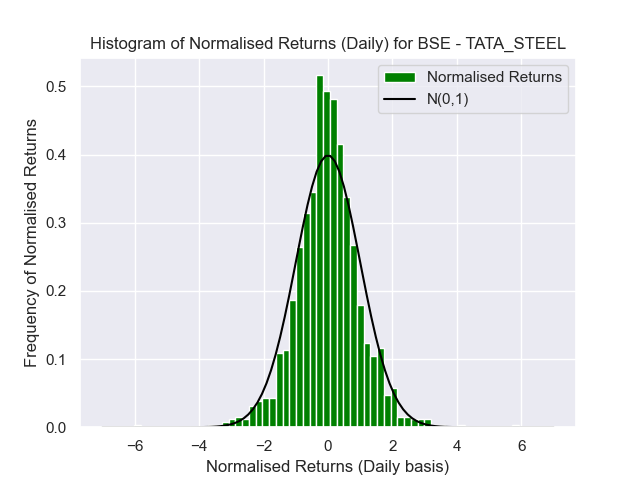 Histogram of Normalised Returns (Daily) for BSE - TATA_STEEL
Normalised Returns
N(0,1)
0.5
0.4
0.3
0.2
0.1
0.0
Frequency of Normalised Returns
−6 −4 −2 0 2 4 6
Normalised Returns (Daily basis)